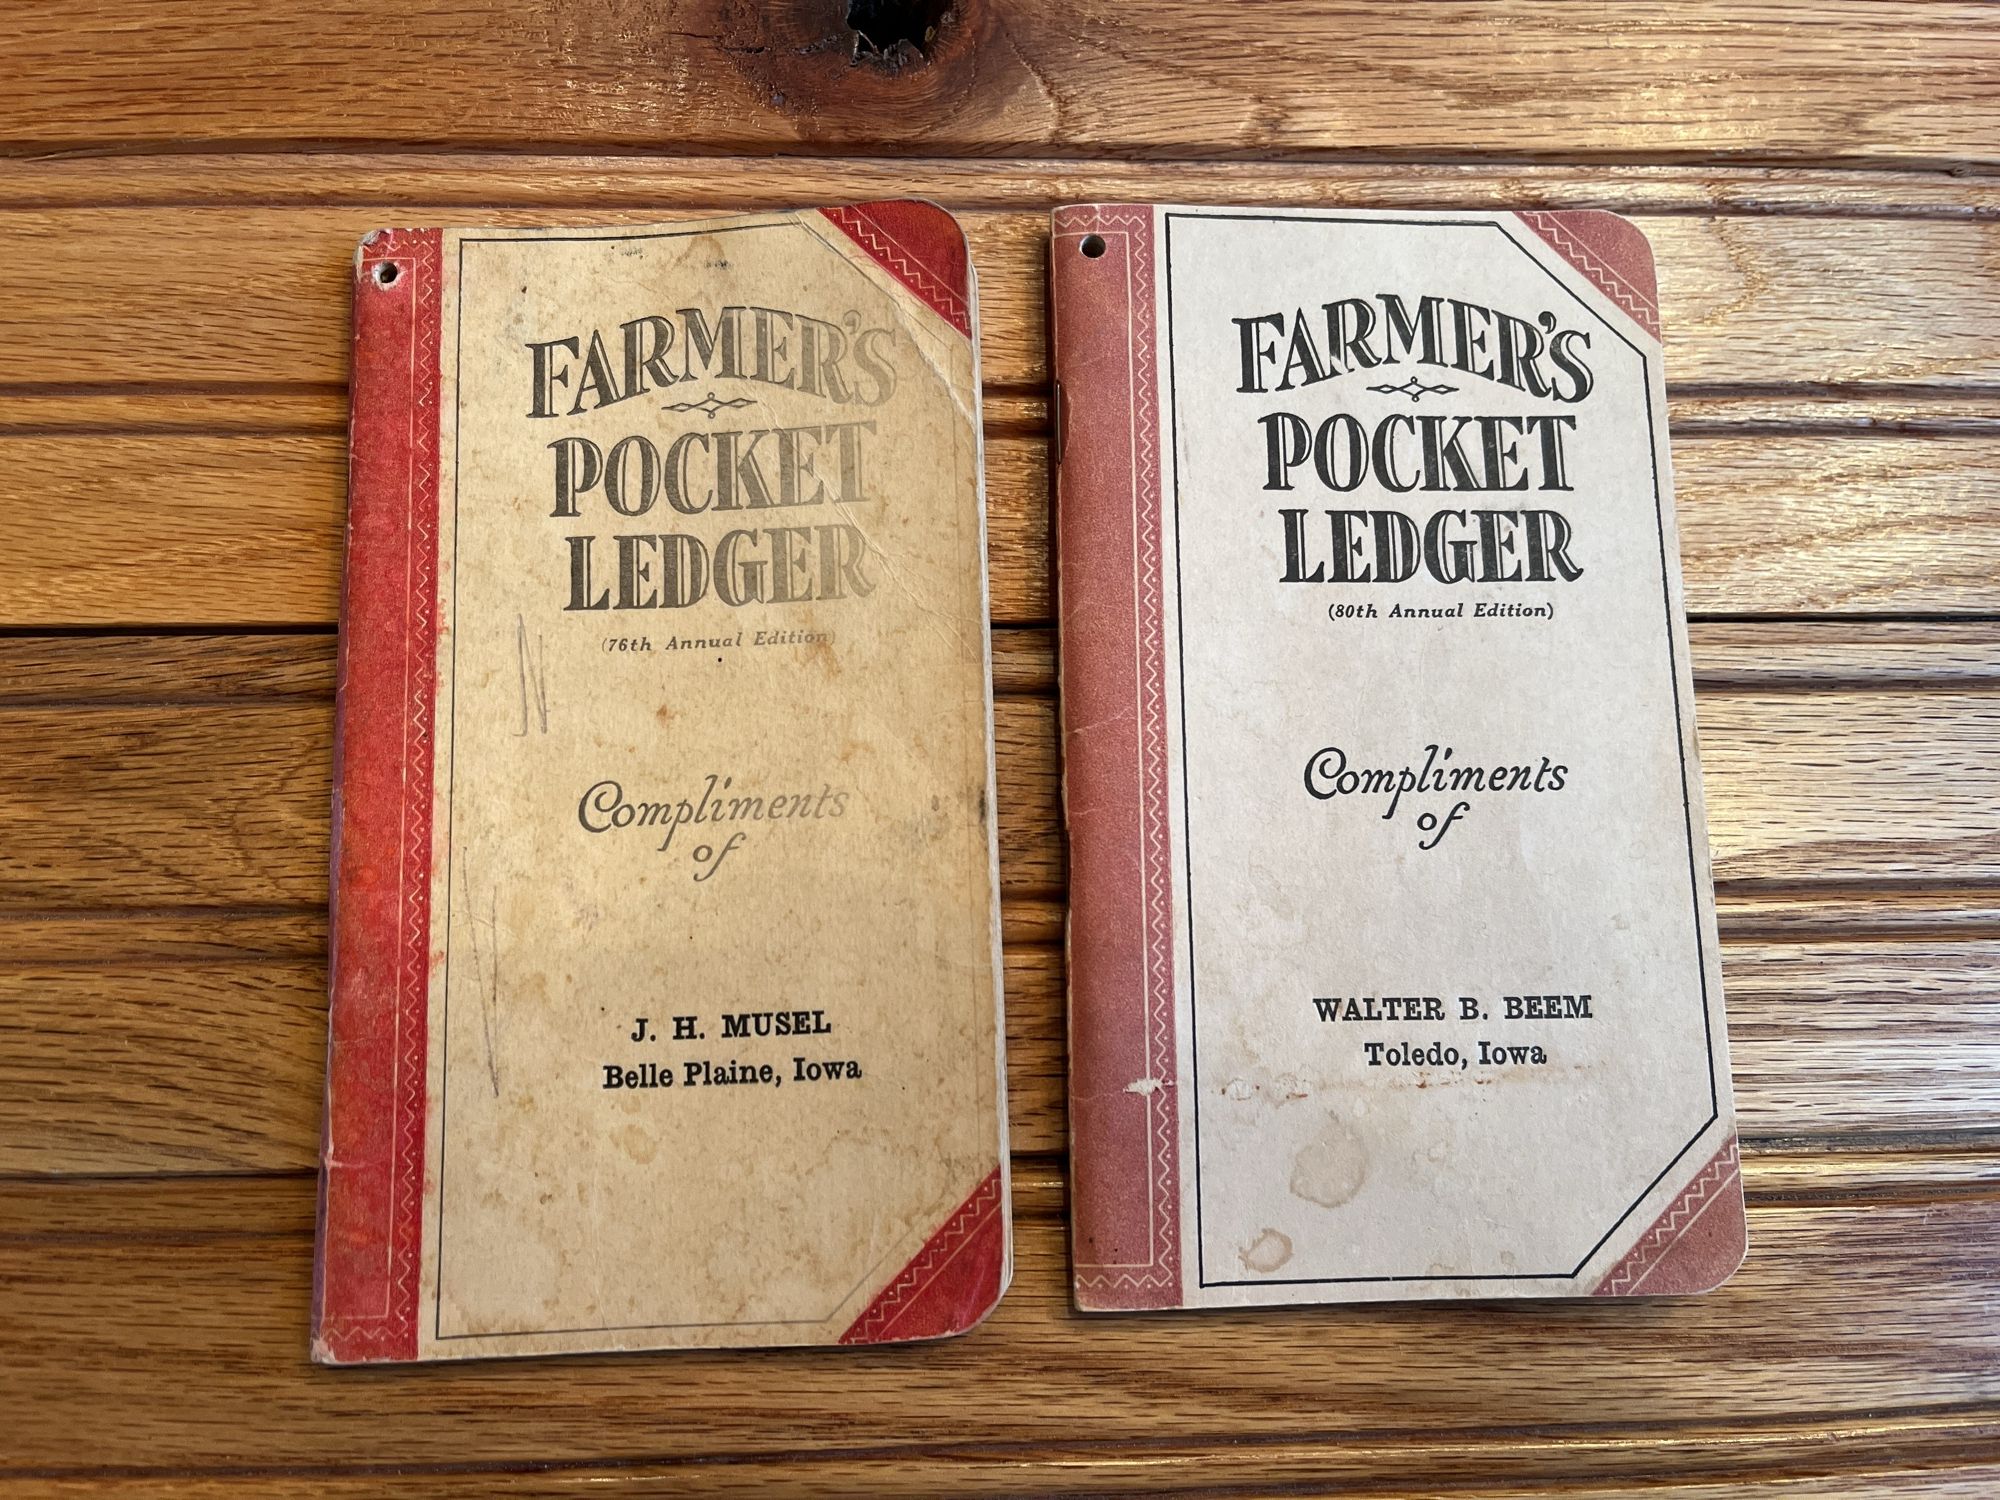 FARMER'S
POCKET
LEDGER
(76th Annual Edition)
Compliments
of
J. H. MUSEL
Belle Plaine, Iowa
FARMER'S
POCKET
LEDGER
(80th Annual Edition)
Compliments
of
WALTER B. BEEM
Toledo, Iowa